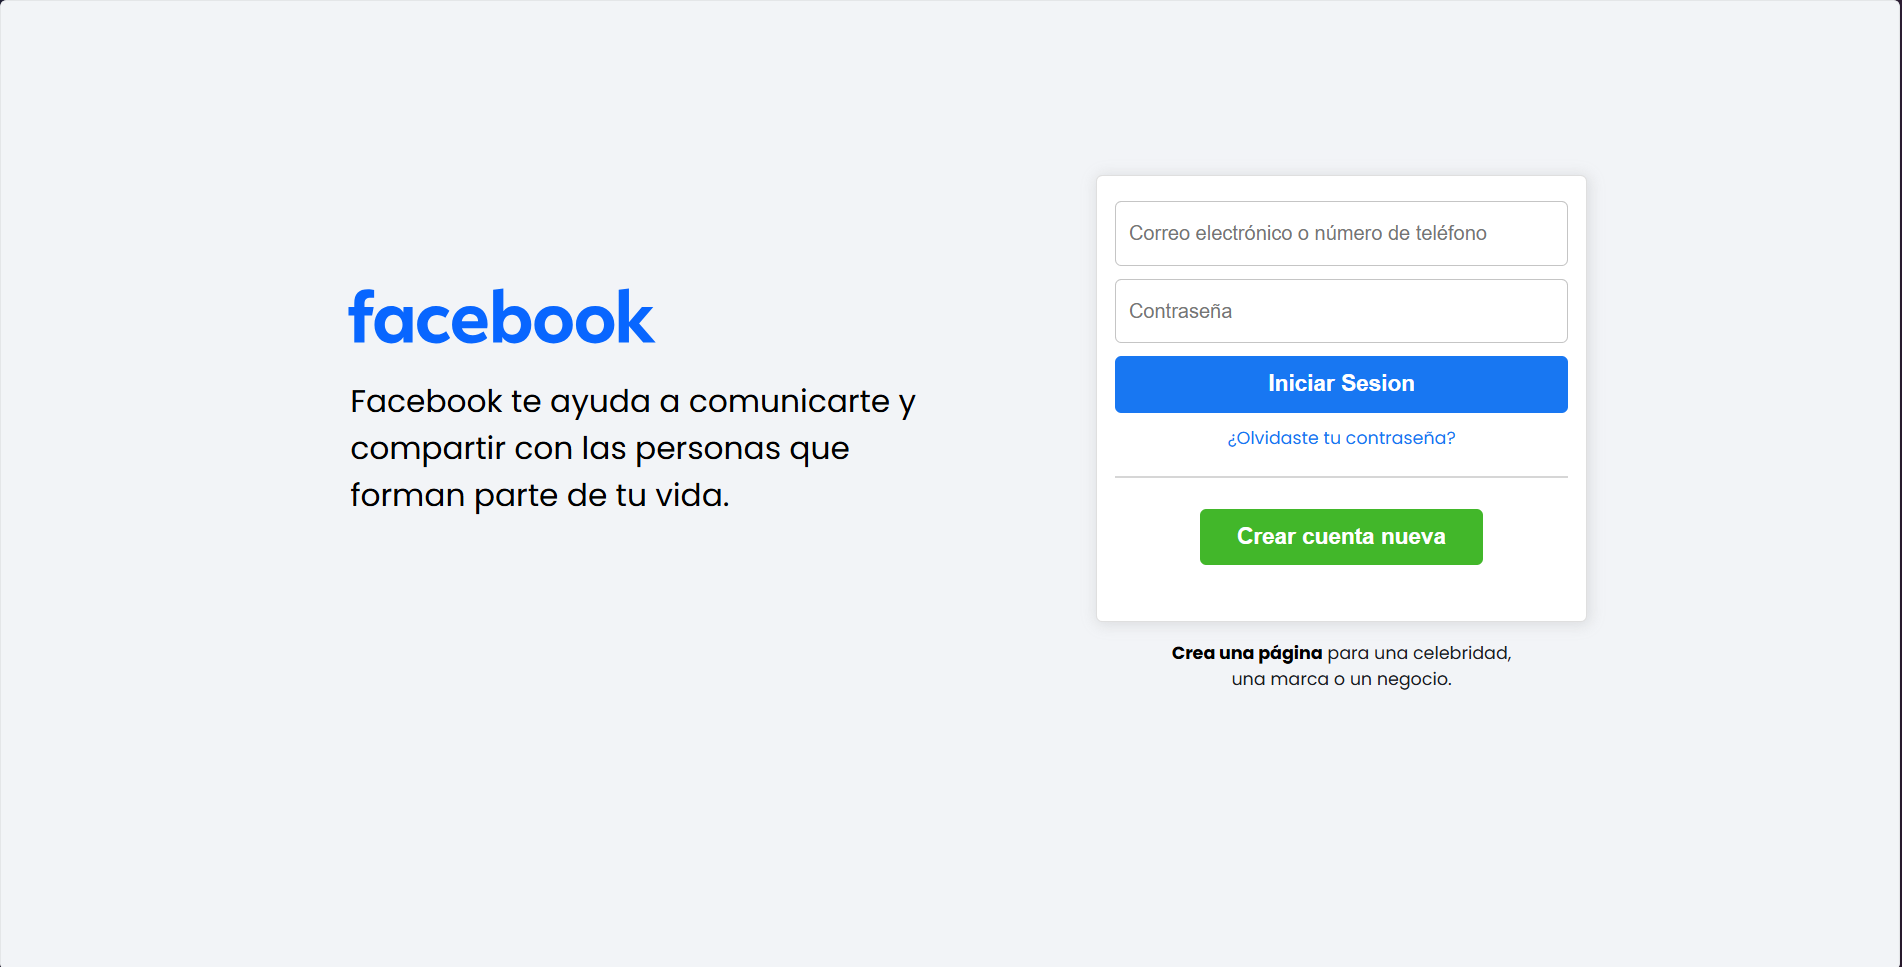 facebook
Facebook te ayuda a comunicarte y
compartir con las personas que
forman parte de tu vida.
Correo electrónico o número de teléfono
Contraseña
Iniciar Sesion
¿Olvidaste tu contraseña?
Crear cuenta nueva
Crea una página para una celebridad,
una marca o un negocio.